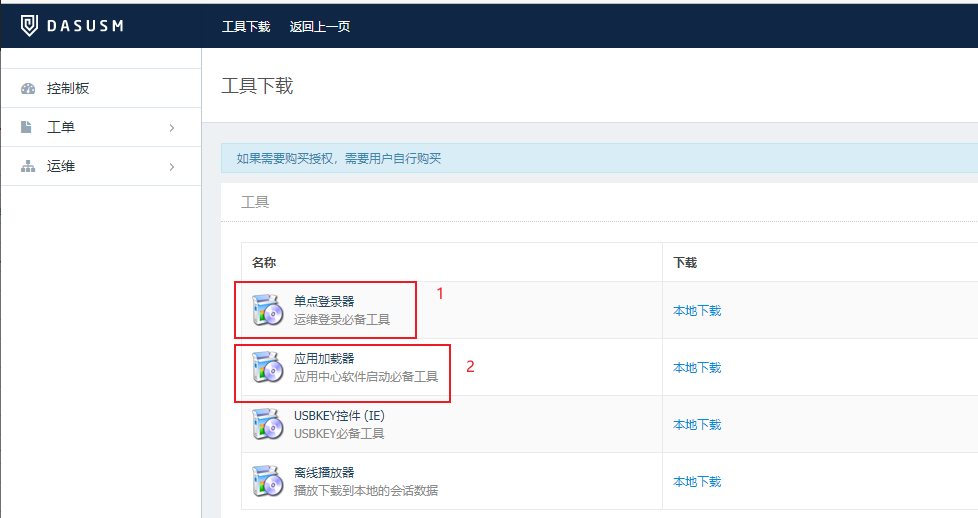 DASUSM
工具下载 返回上一页
控制板
工单
运维
工具下载
如果需要购买授权，需要用户自行购买
工具
名称 下载
单点登录器
运维登录必备工具
1
本地下载
应用加载器
应用中心软件启动必备工具
2
本地下载
USBKEY控件 (IE)
USBKEY必备工具
本地下载
离线播放器
播放下载到本地的会话数据
本地下载